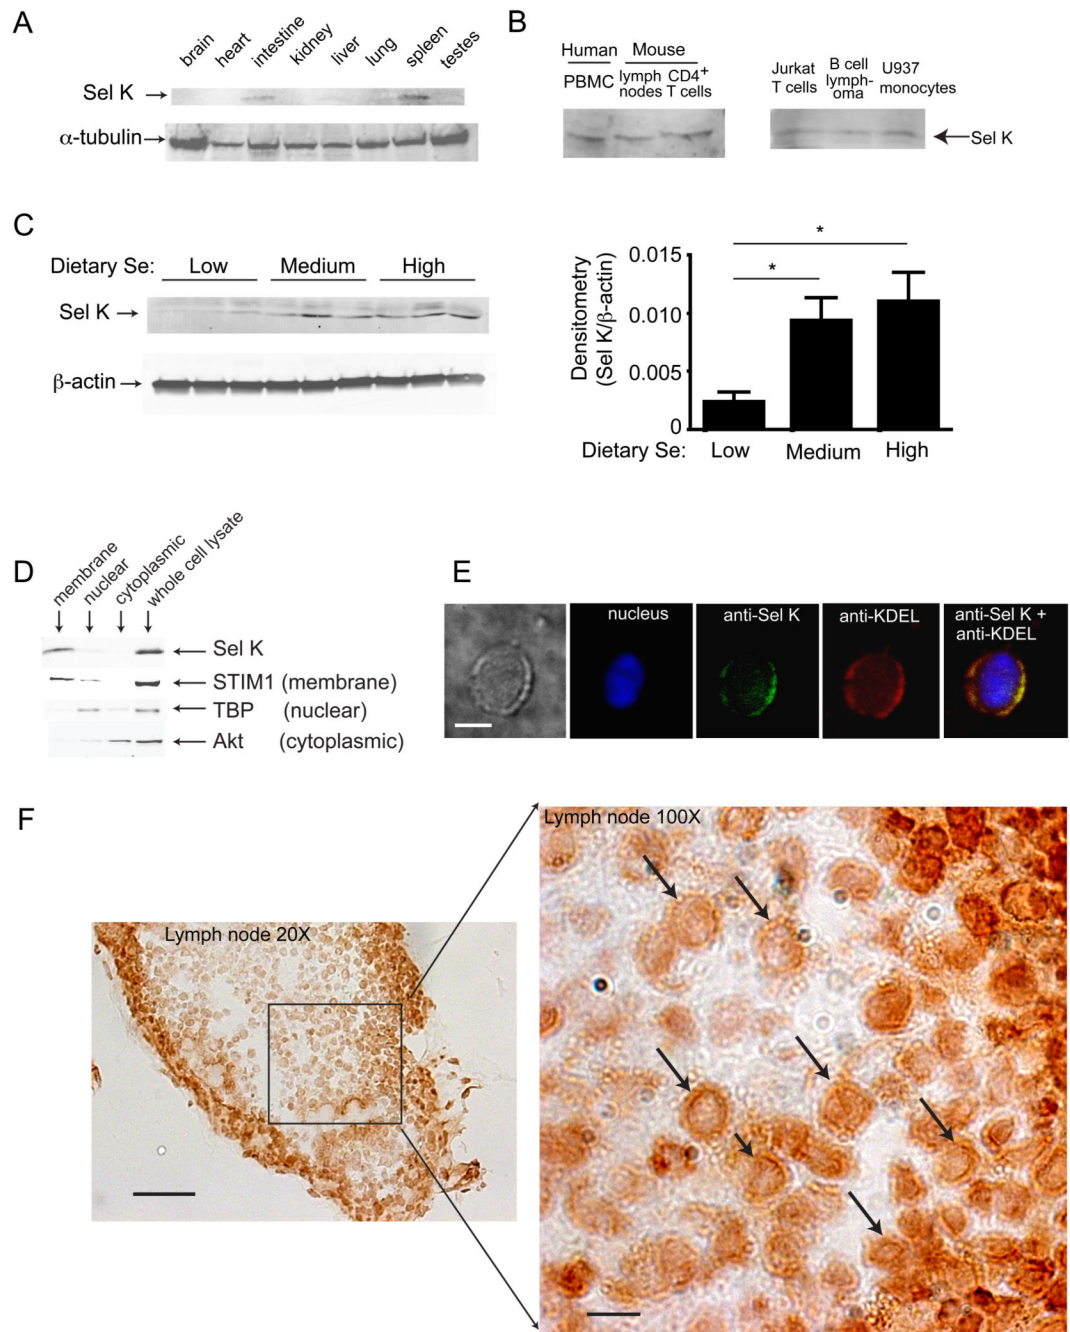 A
brain heart intestine kidney liver lung spleen testes
Sel K
α-tubulin
B
Human Mouse
PBMC lymph nodes CD4+ T cells
Jurkat T cells B cell lymph- oma U937 monocytes
Sel K
C
Dietary Se: Low Medium High
Sel K
β-actin
Densitometry
(Sel K/β-actin)
0.015
0.010
0.005
0
* *
Dietary Se: Low Medium High
D
membrane nuclear cytoplasmic whole cell lysate
Sel K
STIM1 (membrane)
TBP (nuclear)
Akt (cytoplasmic)
E
nucleus
anti-Sel K
anti-KDEL
anti-Sel K +
anti-KDEL
F
Lymph node 20X
Lymph node 100X